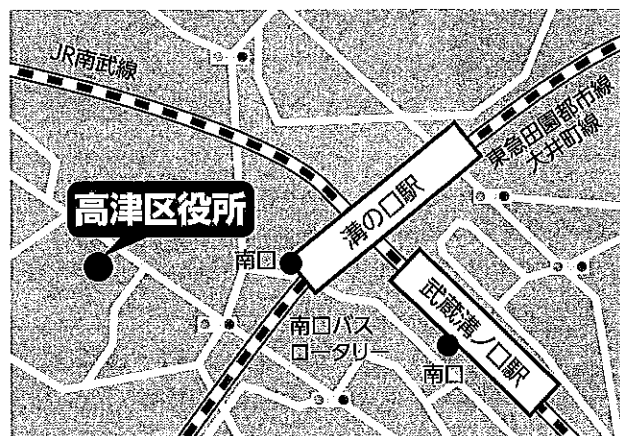 JR南武線
東急田園都市線
大井町線
高津区役所
溝の口駅
南口
武蔵溝ノ口駅
南口バス
ロータリー
南口